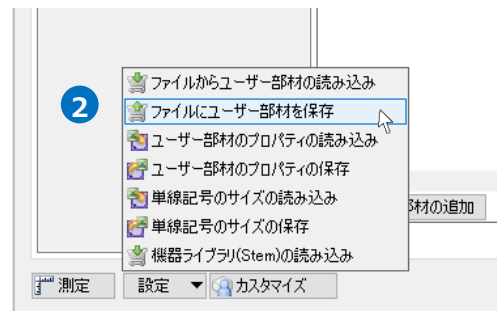 2
ファイルからユーザー部材の読み込み
ファイルにユーザー部材を保存
ユーザー部材のプロパティの読み込み
ユーザー部材のプロパティの保存
単線記号のサイズの読み込み
部材の追加
単線記号のサイズの保存
機器ライブラリ(Stem)の読み込み
測定 設定 カスタマイズ